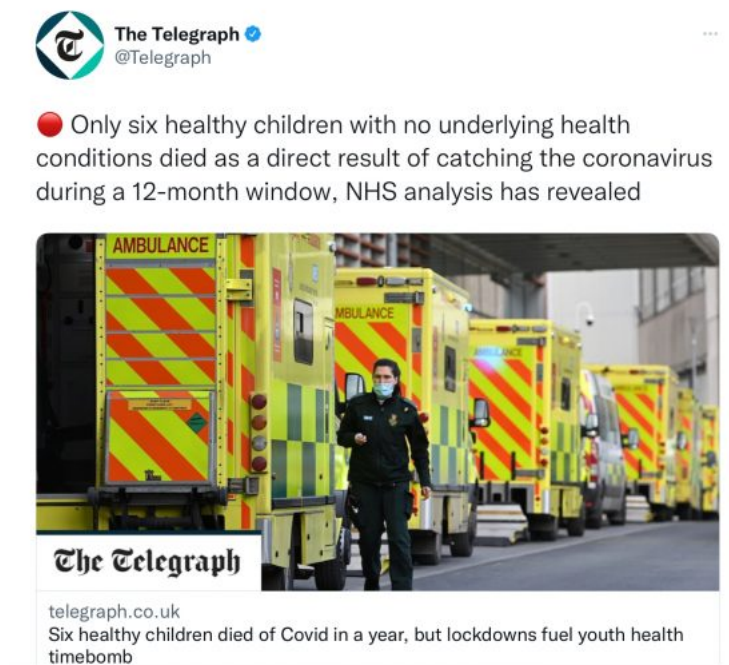 The Telegraph
@Telegraph
🔴 Only six healthy children with no underlying health
conditions died as a direct result of catching the coronavirus
during a 12-month window, NHS analysis has revealed
AMBULANCE
MBULANCE
The Telegraph
telegraph.co.uk
Six healthy children died of Covid in a year, but lockdowns fuel youth health
timebomb